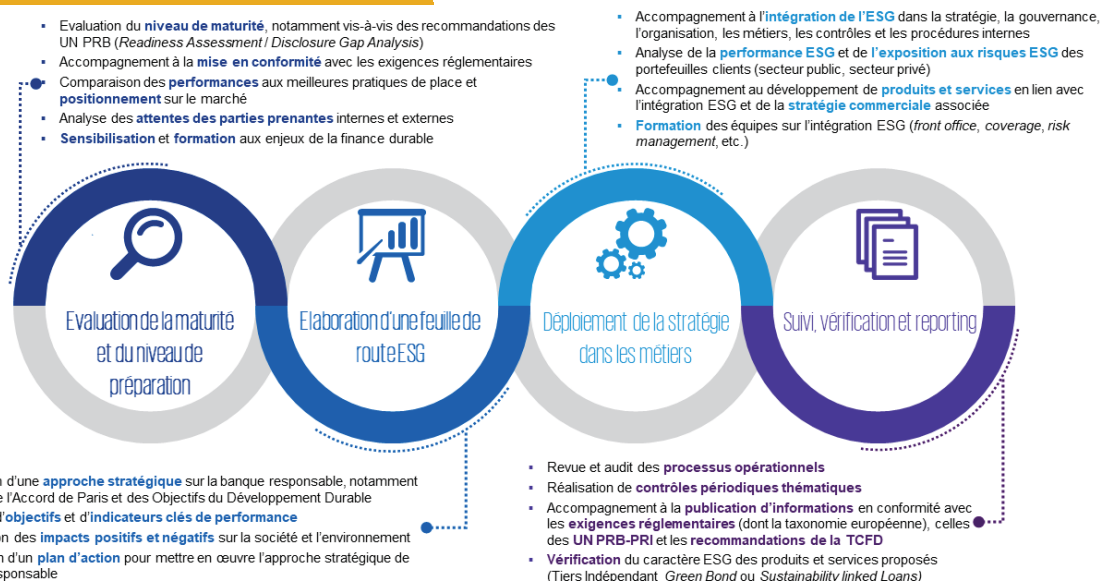 Evaluation du niveau de maturité, notamment vis-à-vis des recommandations des
UN PRB (Readiness Assessment / Disclosure Gap Analysis)
Accompagnement à la mise en conformité avec les exigences réglementaires
Comparaison des performances aux meilleures pratiques de place et
positionnement sur le marché
Analyse des attentes des parties prenantes internes et externes
Sensibilisation et formation aux enjeux de la finance durable
Accompagnement à l'intégration de l'ESG dans la stratégie, la gouvernance,
l'organisation, les métiers, les contrôles et les procédures internes
Analyse de la performance ESG et de l'exposition aux risques ESG des
portefeuilles clients (secteur public, secteur privé)
Accompagnement au développement de produits et services en lien avec
l'intégration ESG et de la stratégie commerciale associée
Formation des équipes sur l'intégration ESG (front office, coverage, risk
management, etc.)
Evaluation de la maturité
et du niveau de
préparation
Elaboration d'une feuille de
route ESG
Déploiement de la stratégie
dans les métiers
Suivi, vérification et reporting
d'une approche stratégique sur la banque responsable, notamment
l'Accord de Paris et des Objectifs du Développement Durable
d'objectifs et d'indicateurs clés de performance
des impacts positifs et négatifs sur la société et l'environnement
d'un plan d'action pour mettre en œuvre l'approche stratégique de
Revue et audit des processus opérationnels
Réalisation de contrôles périodiques thématiques
Accompagnement à la publication d'informations en conformité avec
les exigences réglementaires (dont la taxonomie européenne), celles
des UN PRB-PRI et les recommandations de la TCFD
Vérification du caractère ESG des produits et services proposés
(Tiers Indépendant Green Bond ou Sustainability linked Loans)